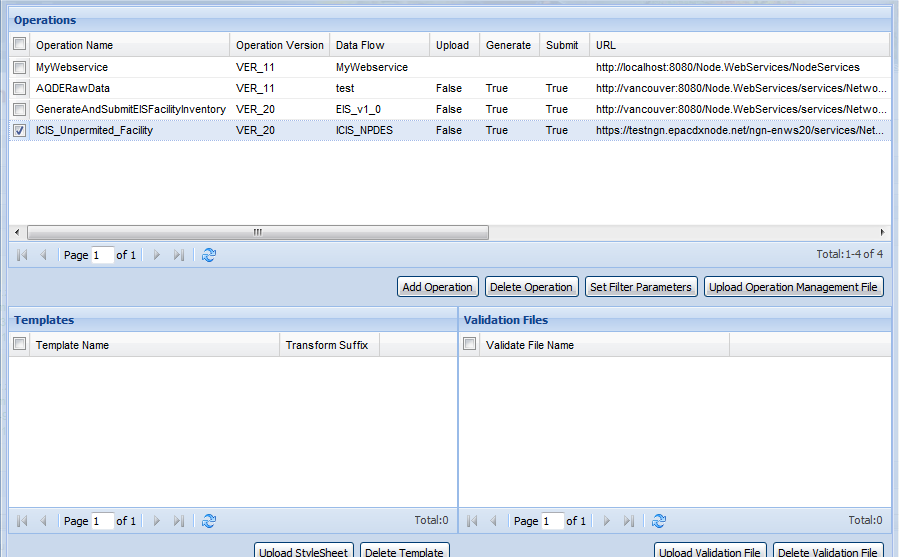 Operations
Operation Name Operation Version Data Flow Upload Generate Submit URL
MyWebservice VER_11 MyWebservice http://localhost:8080/Node.WebServices/NodeServices
AQDERawData VER_11 test False True True http://vancouver:8080/Node.WebServices/services/Netwo...
GenerateAndSubmitEISFacilityInventory VER_20 EIS_v1_0 False True True http://vancouver:8080/Node.WebServices/services/Netwo...
ICIS_Unpermited_Facility VER_20 ICIS_NPDES False True True https://testngn.epacdxnode.net/ngn-enws20/services/Net...
Page 1 of 1 Total:1-4 of 4
Add Operation Delete Operation Set Filter Parameters Upload Operation Management File
Templates Validation Files
Template Name Transform Suffix Validate File Name
Page 1 of 1 Total:0 Page 1 of 1 Total:0
Upload StyleSheet Delete Template Upload Validation File Delete Validation File